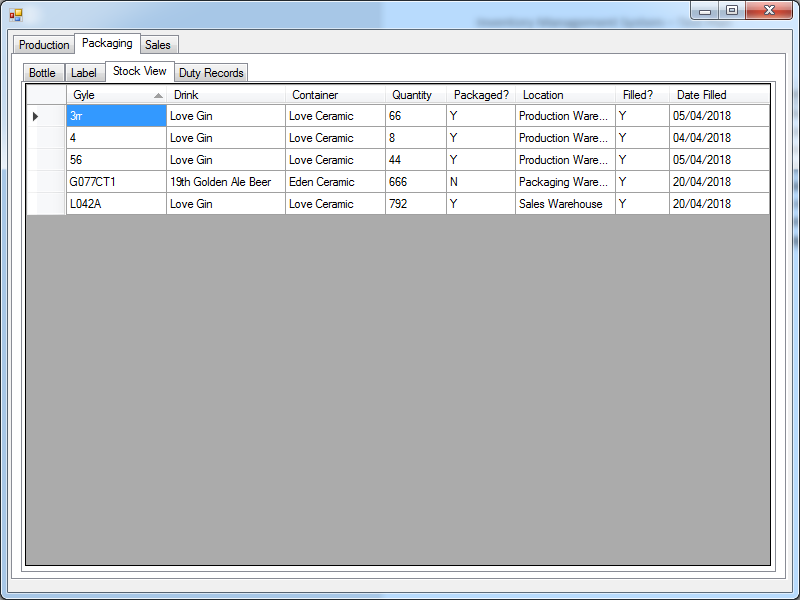 Production Packaging Sales
Bottle Label Stock View Duty Records
Gyle Drink Container Quantity Packaged? Location Filled? Date Filled
3rr Love Gin Love Ceramic 66 Y Production Ware... Y 05/04/2018
4 Love Gin Love Ceramic 8 Y Production Ware... Y 04/04/2018
56 Love Gin Love Ceramic 44 Y Production Ware... Y 05/04/2018
G077CT1 19th Golden Ale Beer Eden Ceramic 666 N Packaging Ware... Y 20/04/2018
L042A Love Gin Love Ceramic 792 Y Sales Warehouse Y 20/04/2018